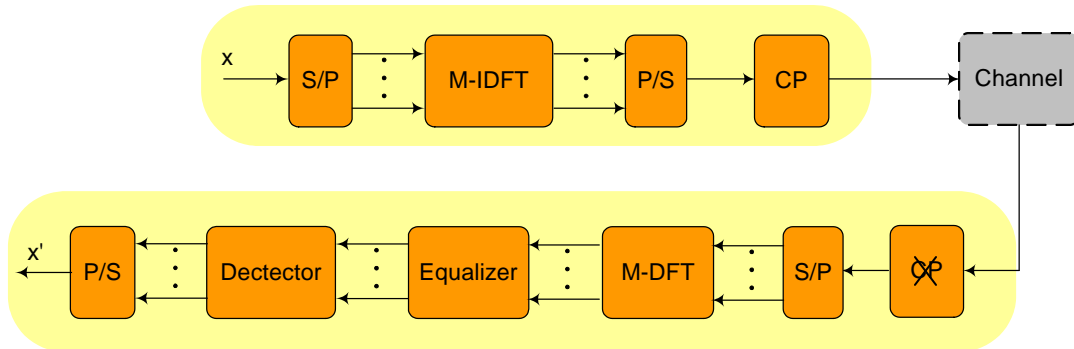 x
S/P
M-IDFT
P/S
CP
Channel
x'
P/S
Dectector
Equalizer
M-DFT
S/P
CP